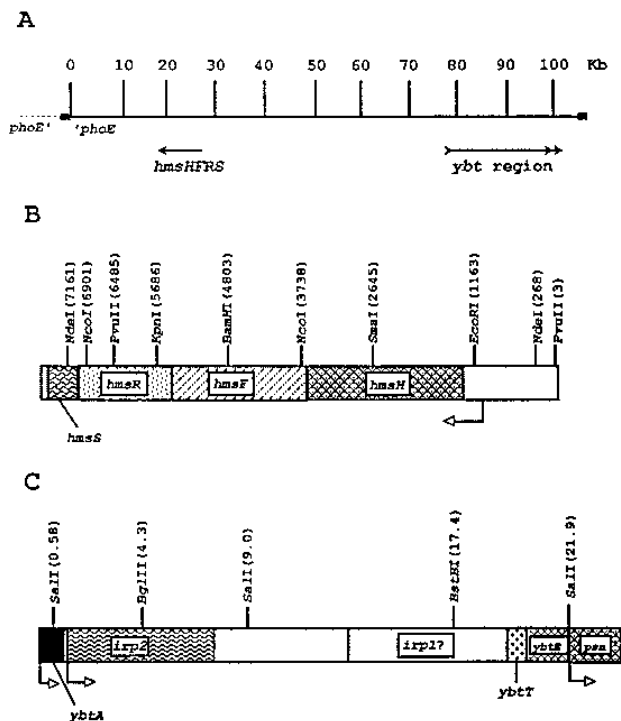 A
0 10 20 30 40 50 60 70 80 90 100 Kb
phoE' 'phoE
hmsHFRS ybt region
B
NdeI(7161) NcoI(6901) PvuII(6485) KpnI(5686) BamHI(4803) NcoI(3738) SmaI(2645) EcoRI(1163) NdeI(268) PvuII(3)
hmsR hmsF hmsH
hmsS
C
SalI(0.58) BglII(4.3) SalI(9.0) BstBI(17.4) SalI(21.9)
irp2 irp1? ybtE psn
ybtA ybtT